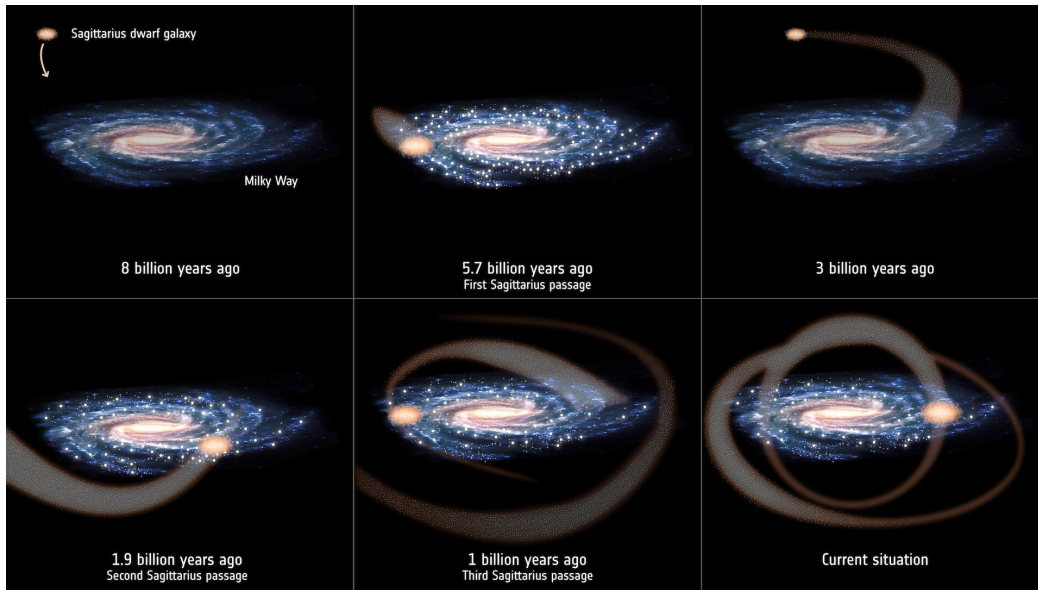 Sagittarius dwarf galaxy
Milky Way
8 billion years ago
5.7 billion years ago
First Sagittarius passage
3 billion years ago
1.9 billion years ago
Second Sagittarius passage
1 billion years ago
Third Sagittarius passage
Current situation